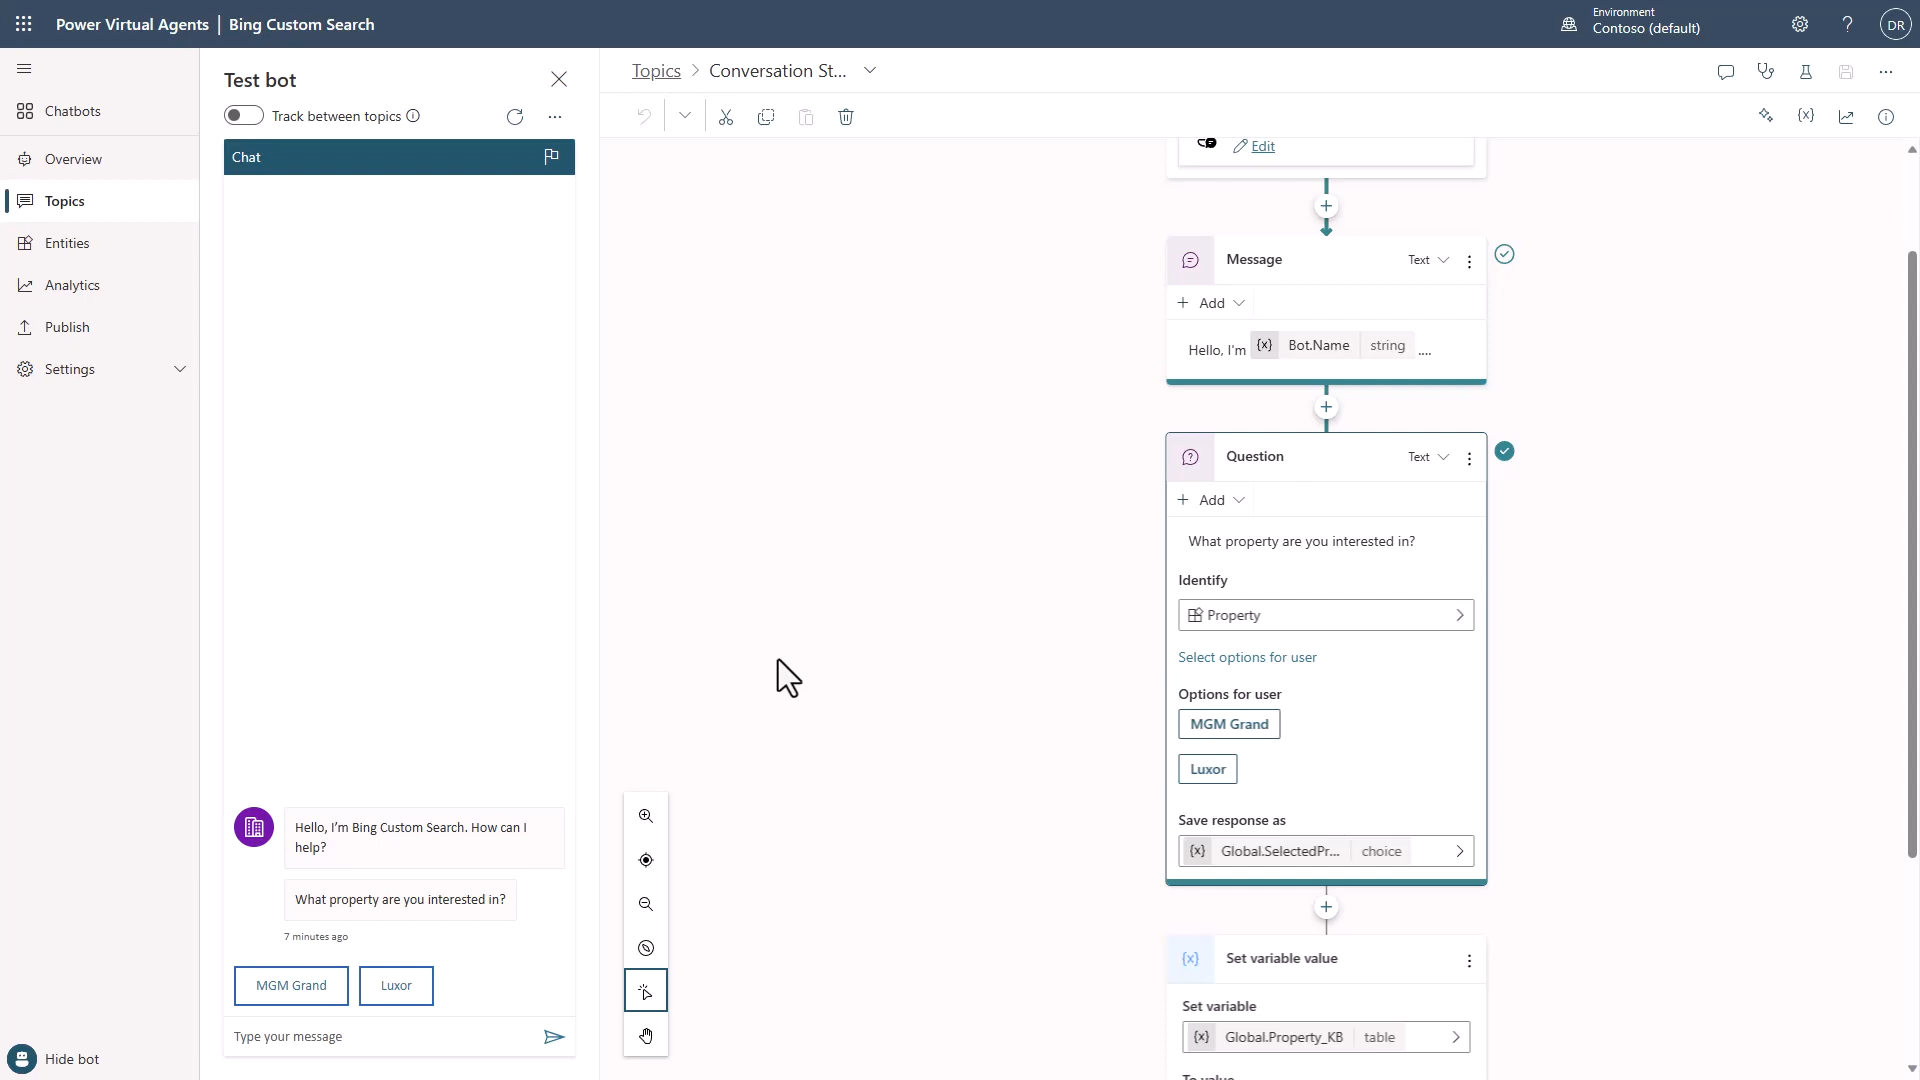 Power Virtual Agents | Bing Custom Search
Environment
Contoso (default)
DR
Chatbots
Overview
Topics
Entities
Analytics
Publish
Settings
Hide bot
Test bot
Track between topics
Chat
Hello, I'm Bing Custom Search. How can I
help?
What property are you interested in?
7 minutes ago
MGM Grand
Luxor
Type your message
Topics > Conversation St...
Edit
Message
Text
Add
Hello, I'm {x} Bot.Name string ....
Question
Text
Add
What property are you interested in?
Identify
Property
Select options for user
Options for user
MGM Grand
Luxor
Save response as
{x} Global.SelectedPr... choice
{x} Set variable value
Set variable
{x} Global.Property_KB table
To value